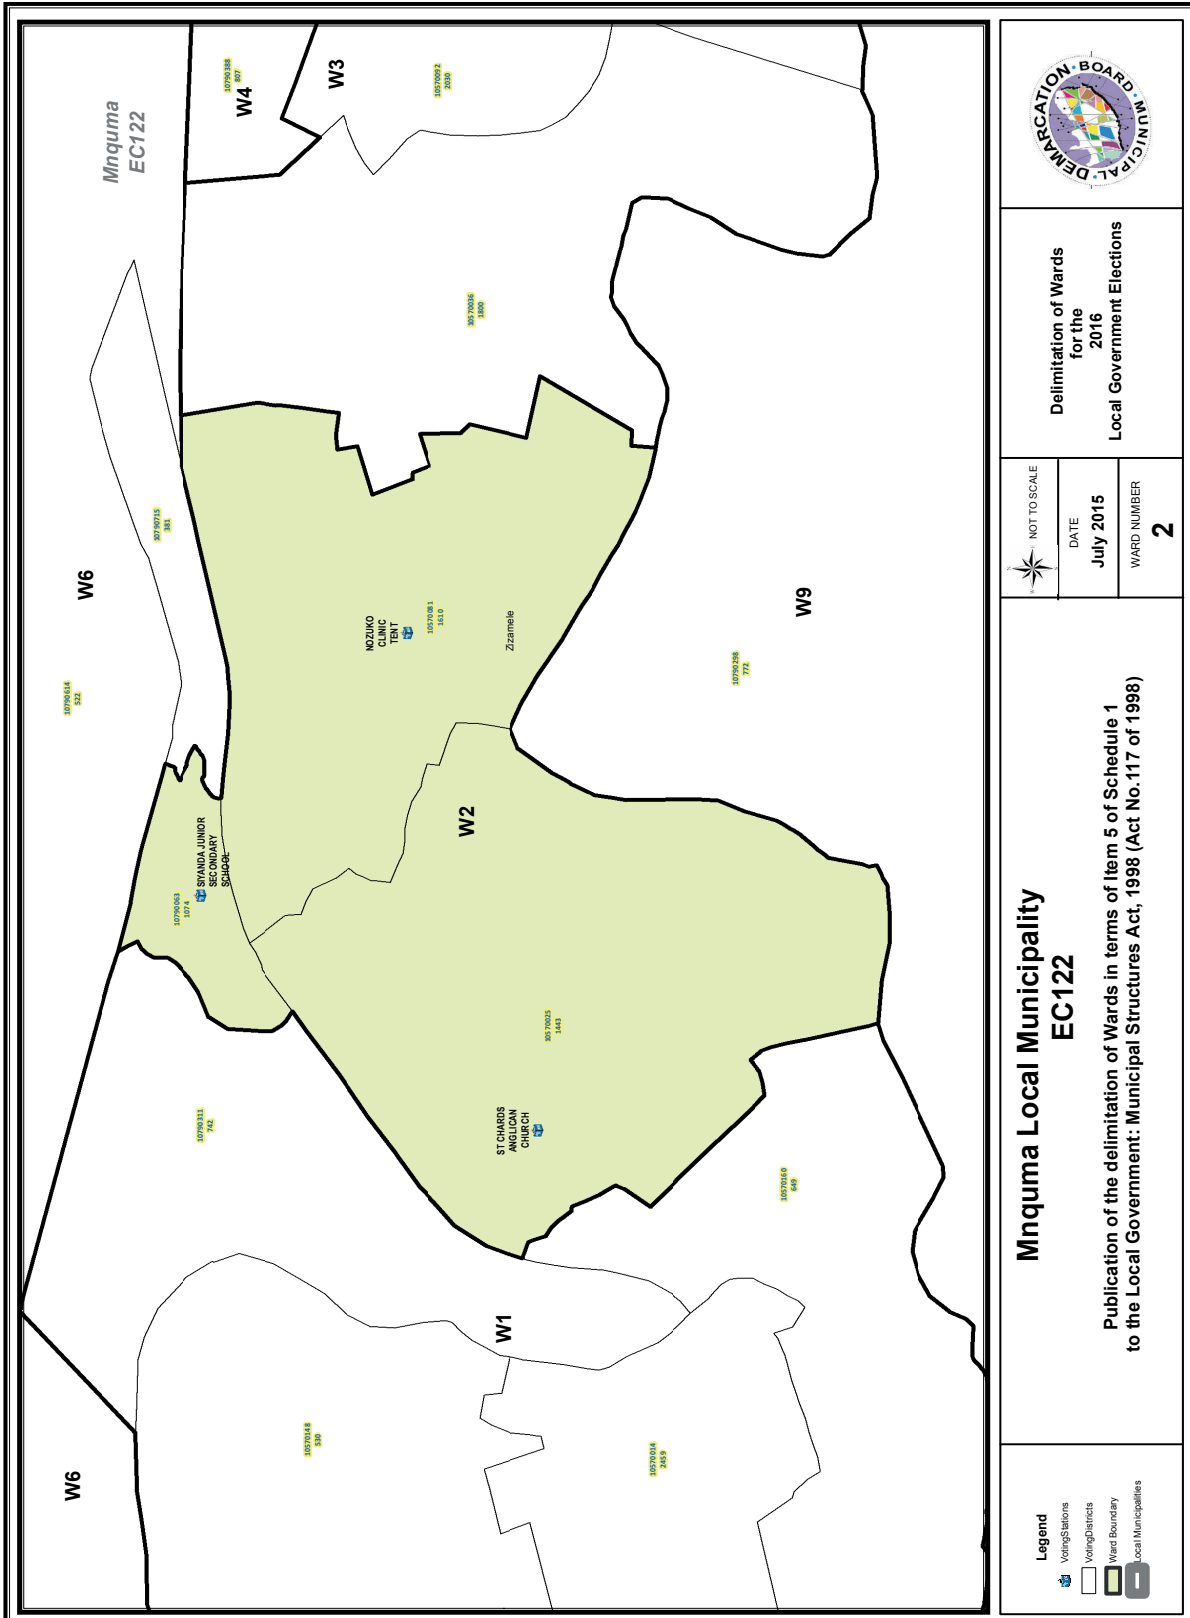 Mnquma
EC122
W6
W6
W4
W3
W2
W1
W9
10790388
807
10570092
2030
10570036
1800
10790715
381
10790614
522
NOZUKO
CLINIC
TENT
10570081
1610
Zizamele
10790298
772
SIYANDA JUNIOR
SECONDARY
SCHOOL
10790063
1074
10570025
1443
ST CHARDS
ANGLICAN
CHURCH
10790311
742
10570160
649
10570148
530
10570014
2459
Legend
VotingStations
VotingDistricts
Ward Boundary
Local Municipalities
Mnquma Local Municipality
EC122
Publication of the delimitation of Wards in terms of Item 5 of Schedule 1
to the Local Government: Municipal Structures Act, 1998 (Act No.117 of 1998)
NOT TO SCALE
DATE
July 2015
WARD NUMBER
2
Delimitation of Wards
for the
2016
Local Government Elections
MUNICIPAL · DEMARCATION · BOARD